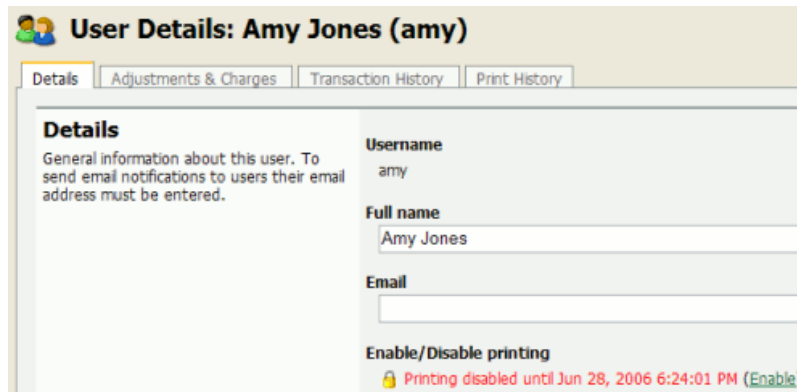 User Details: Amy Jones (amy)
Details Adjustments & Charges Transaction History Print History
Details
General information about this user. To
send email notifications to users their email
address must be entered.
Username
amy
Full name
Amy Jones
Email
Enable/Disable printing
Printing disabled until Jun 28, 2006 6:24:01 PM (Enable